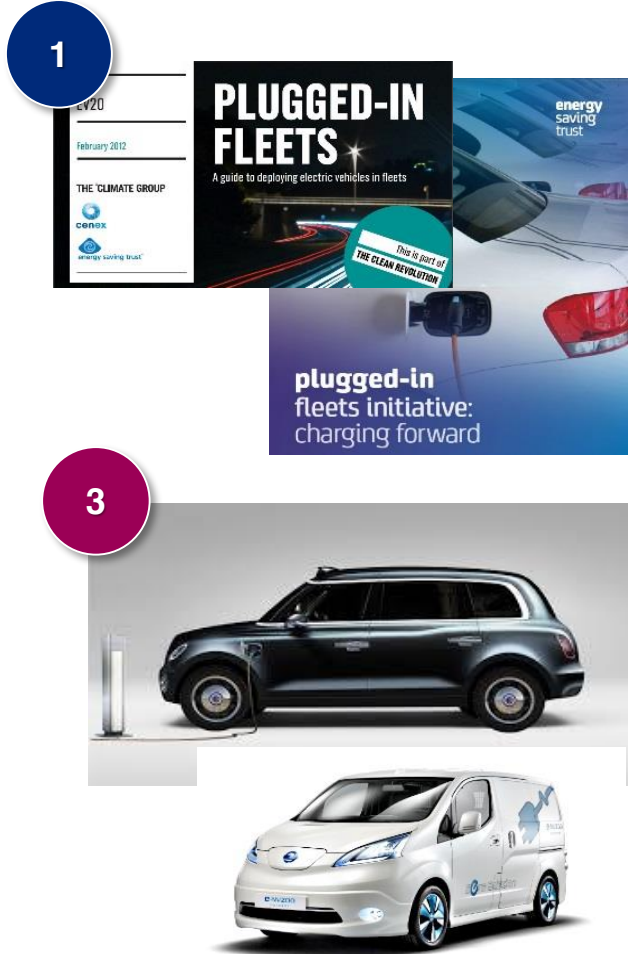 1
EV20
February 2012
THE °CLIMATE GROUP
cenex
energy saving trust®
PLUGGED-IN
FLEETS
A guide to deploying electric vehicles in fleets
This is part of
THE CLEAN REVOLUTION
energy
saving
trust
plugged-in
fleets initiative:
charging forward
3
e-NV200